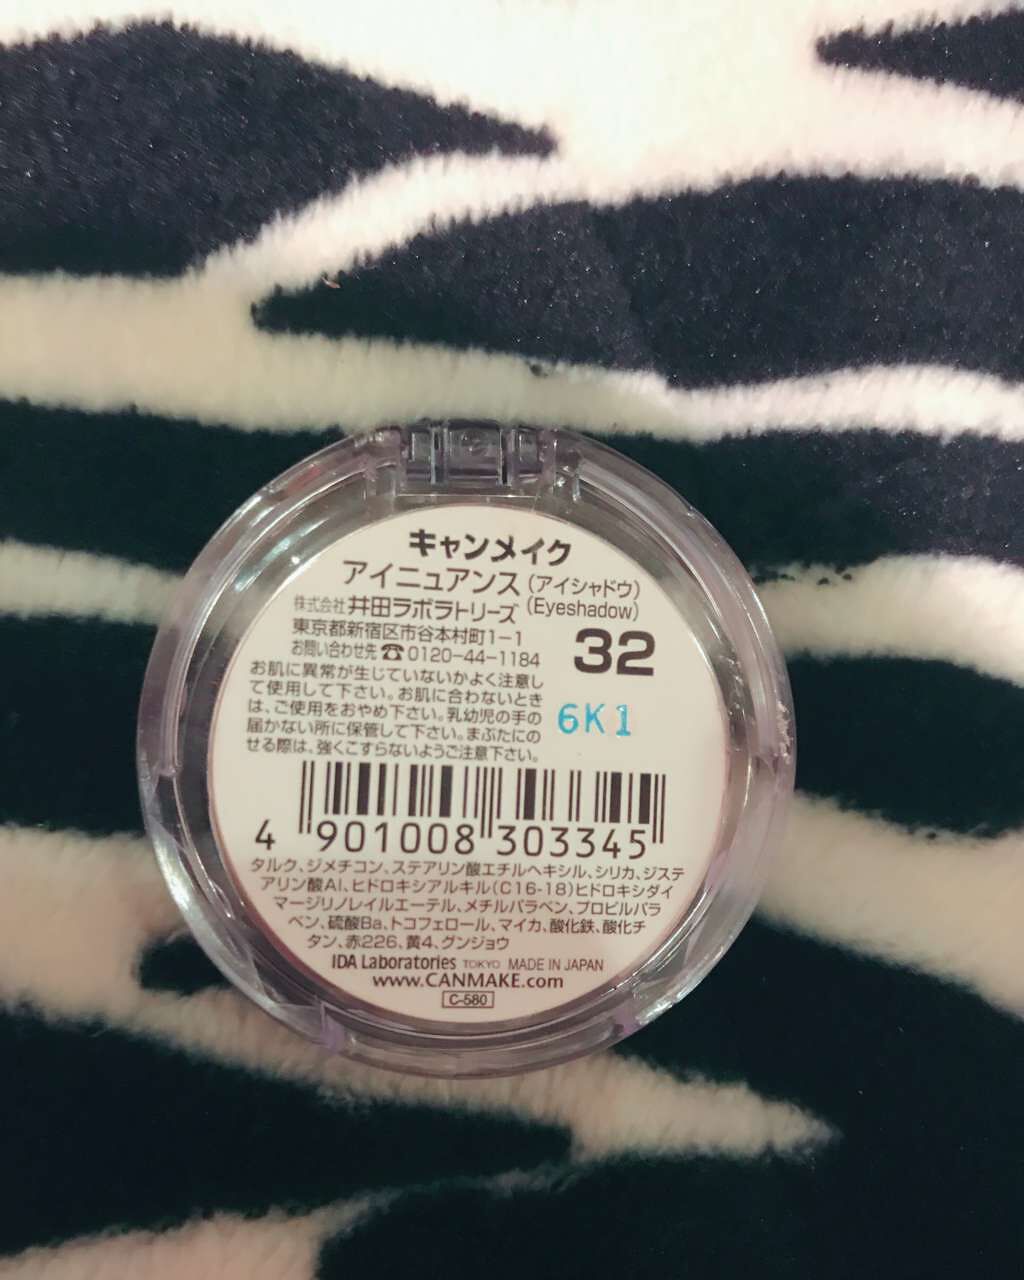 キャンメイク
アイニュアンス(アイシャドウ)
株式会社 井田ラボラトリーズ (Eyeshadow)
東京都新宿区市谷本村町1-1
お問い合わせ先☎0120-44-1184
32
お肌に異常が生じていないかよく注意し
て使用して下さい。お肌に合わないとき
は、ご使用をおやめ下さい。乳幼児の手の
届かない所に保管して下さい。まぶたにの
せる際は、強くこすらないようご注意下さい。
6K1
4 901008 303345
タルク、ジメチコン、ステアリン酸エチルヘキシル、シリカ、ジステ
アリン酸Al、ヒドロキシアルキル(C16-18)ヒドロキシダイ
マージリノレイルエーテル、メチルパラベン、プロピルパラ
ベン、硫酸Ba、トコフェロール、マイカ、酸化鉄、酸化チ
タン、赤226、黄4、グンジョウ
IDA Laboratories TOKYO MADE IN JAPAN
www.CANMAKE.com
C-580